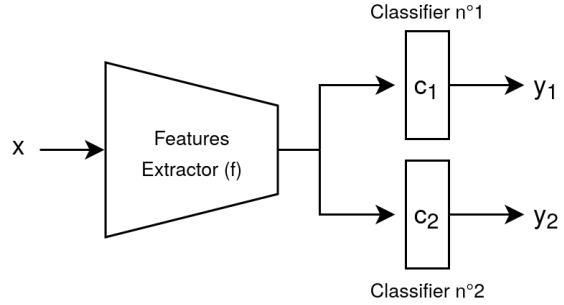 Classifier n°1
c1
y1
x
Features
Extractor (f)
c2
y2
Classifier n°2